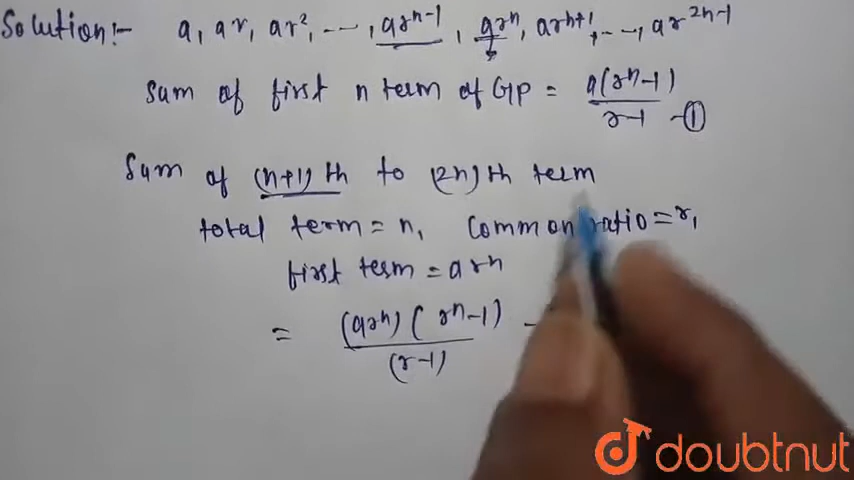 Solution:- a, ar, ar², ---, arⁿ⁻¹, arⁿ, arⁿ⁺¹, ---, ar²ⁿ⁻¹
Sum of first n term of GP = a(rⁿ-1)/r-1 -①
Sum of (n+1)th to (2n)th term
total term = n, Common ratio = r,
first term = arⁿ
= (arⁿ)(rⁿ-1)/(r-1) -
doubtnut